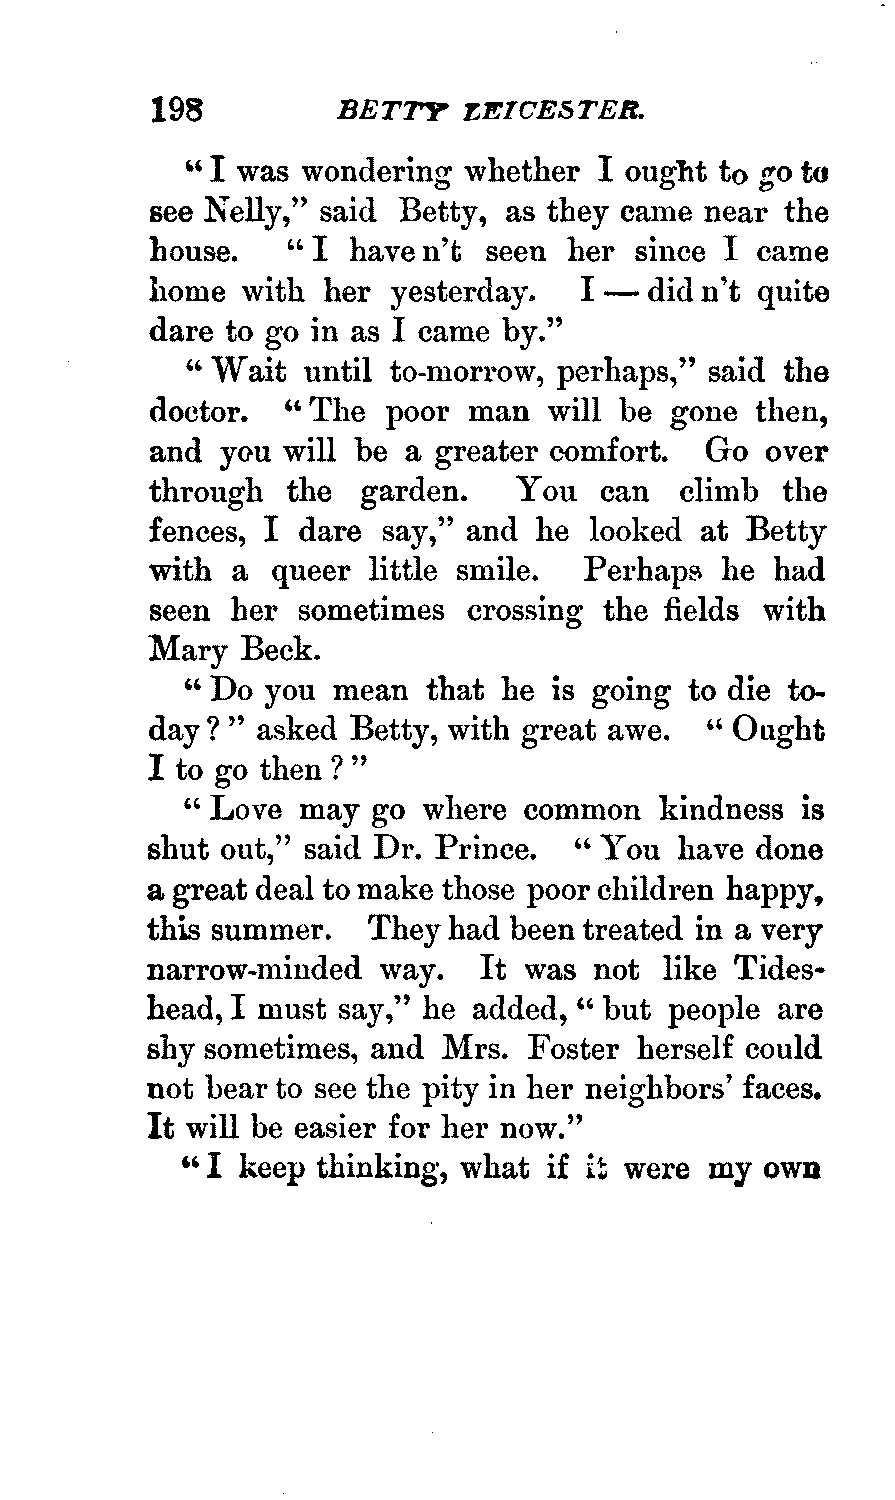 198 BETTY LEICESTER.
"I was wondering whether I ought to go to
see Nelly," said Betty, as they came near the
house. "I have n't seen her since I came
home with her yesterday. I — did n't quite
dare to go in as I came by."
"Wait until to-morrow, perhaps," said the
doctor. "The poor man will be gone then,
and you will be a greater comfort. Go over
through the garden. You can climb the
fences, I dare say," and he looked at Betty
with a queer little smile. Perhaps he had
seen her sometimes crossing the fields with
Mary Beck.
"Do you mean that he is going to die to-
day?" asked Betty, with great awe. "Ought
I to go then?"
"Love may go where common kindness is
shut out," said Dr. Prince. "You have done
a great deal to make those poor children happy,
this summer. They had been treated in a very
narrow-minded way. It was not like Tides-
head, I must say," he added, "but people are
shy sometimes, and Mrs. Foster herself could
not bear to see the pity in her neighbors' faces.
It will be easier for her now."
"I keep thinking, what if it were my own